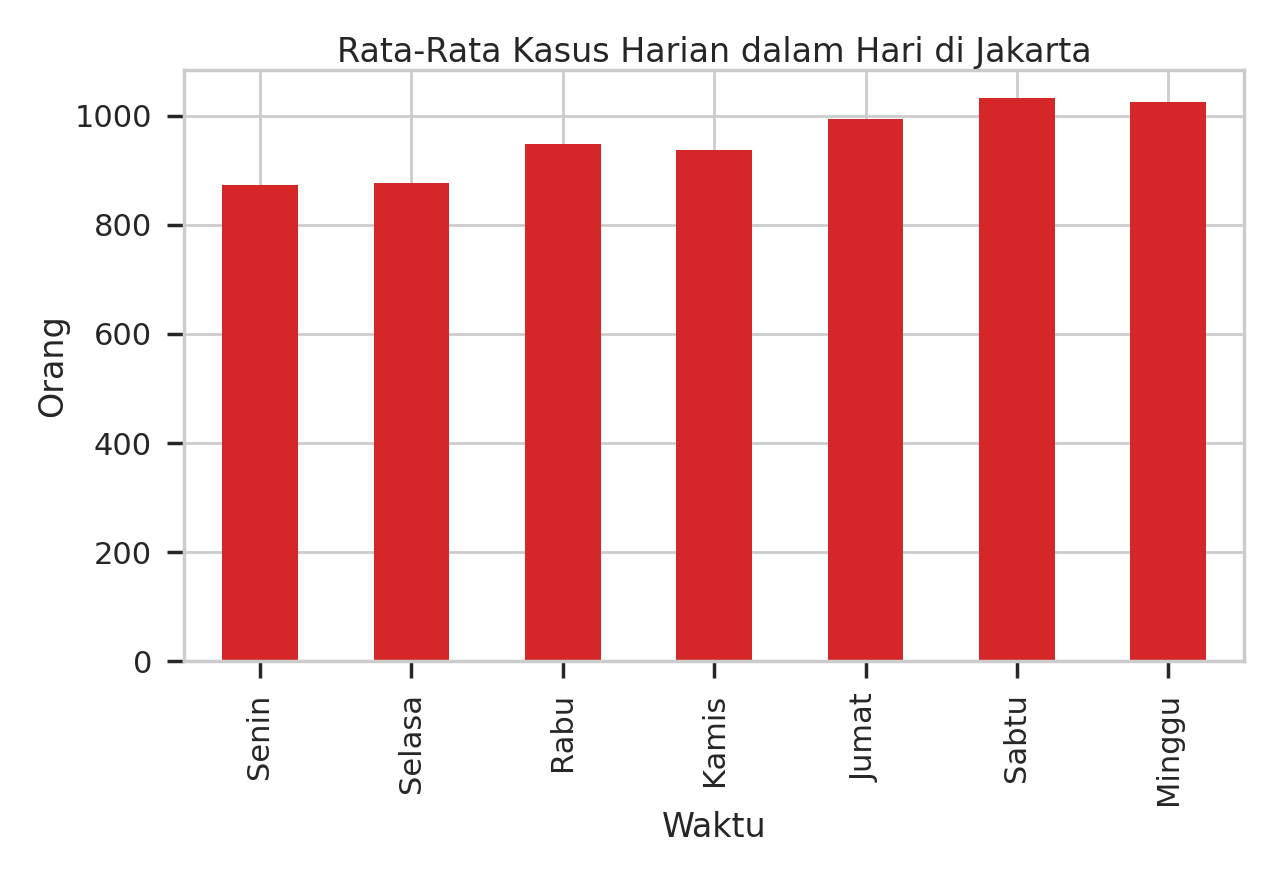 Rata-Rata Kasus Harian dalam Hari di Jakarta
Orang
1000
800
600
400
200
0
Senin
Selasa
Rabu
Kamis
Jumat
Sabtu
Minggu
Waktu